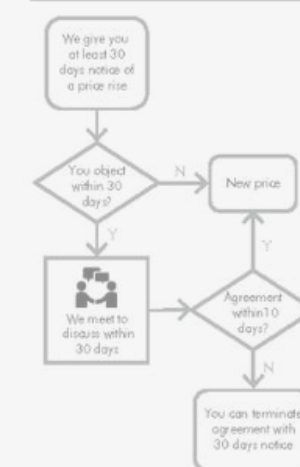 We give you
at least 30
days notice of
a price rise
You object
within 30
days?
N
New price
Y
We meet to
discuss within
30 days
Agreement
within10
days?
Y
N
You can terminate
agreement with
30 days notice